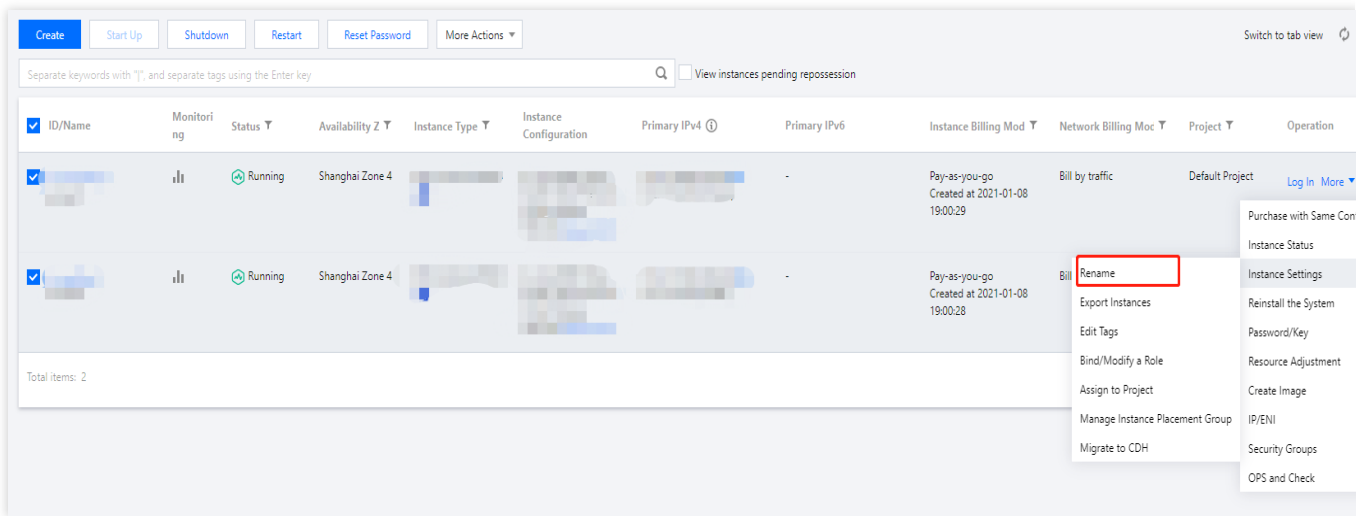 Create Start Up Shutdown Restart Reset Password More Actions Switch to tab view
Separate keywords with "|", and separate tags using the Enter key View instances pending repossession
ID/Name Monitori Status Availability Z Instance Type Instance Primary IPv4 Primary IPv6 Instance Billing Mod Network Billing Moc Project Operation
ng Configuration
Running Shanghai Zone 4 - Pay-as-you-go Bill by traffic Default Project Log In More
Created at 2021-01-08
19:00:29
Purchase with Same Con
Instance Status
Running Shanghai Zone 4 - Pay-as-you-go Bil Rename Instance Settings
Created at 2021-01-08
19:00:28
Export Instances Reinstall the System
Edit Tags Password/Key
Bind/Modify a Role Resource Adjustment
Total items: 2
Assign to Project Create Image
Manage Instance Placement Group IP/ENI
Migrate to CDH Security Groups
OPS and Check